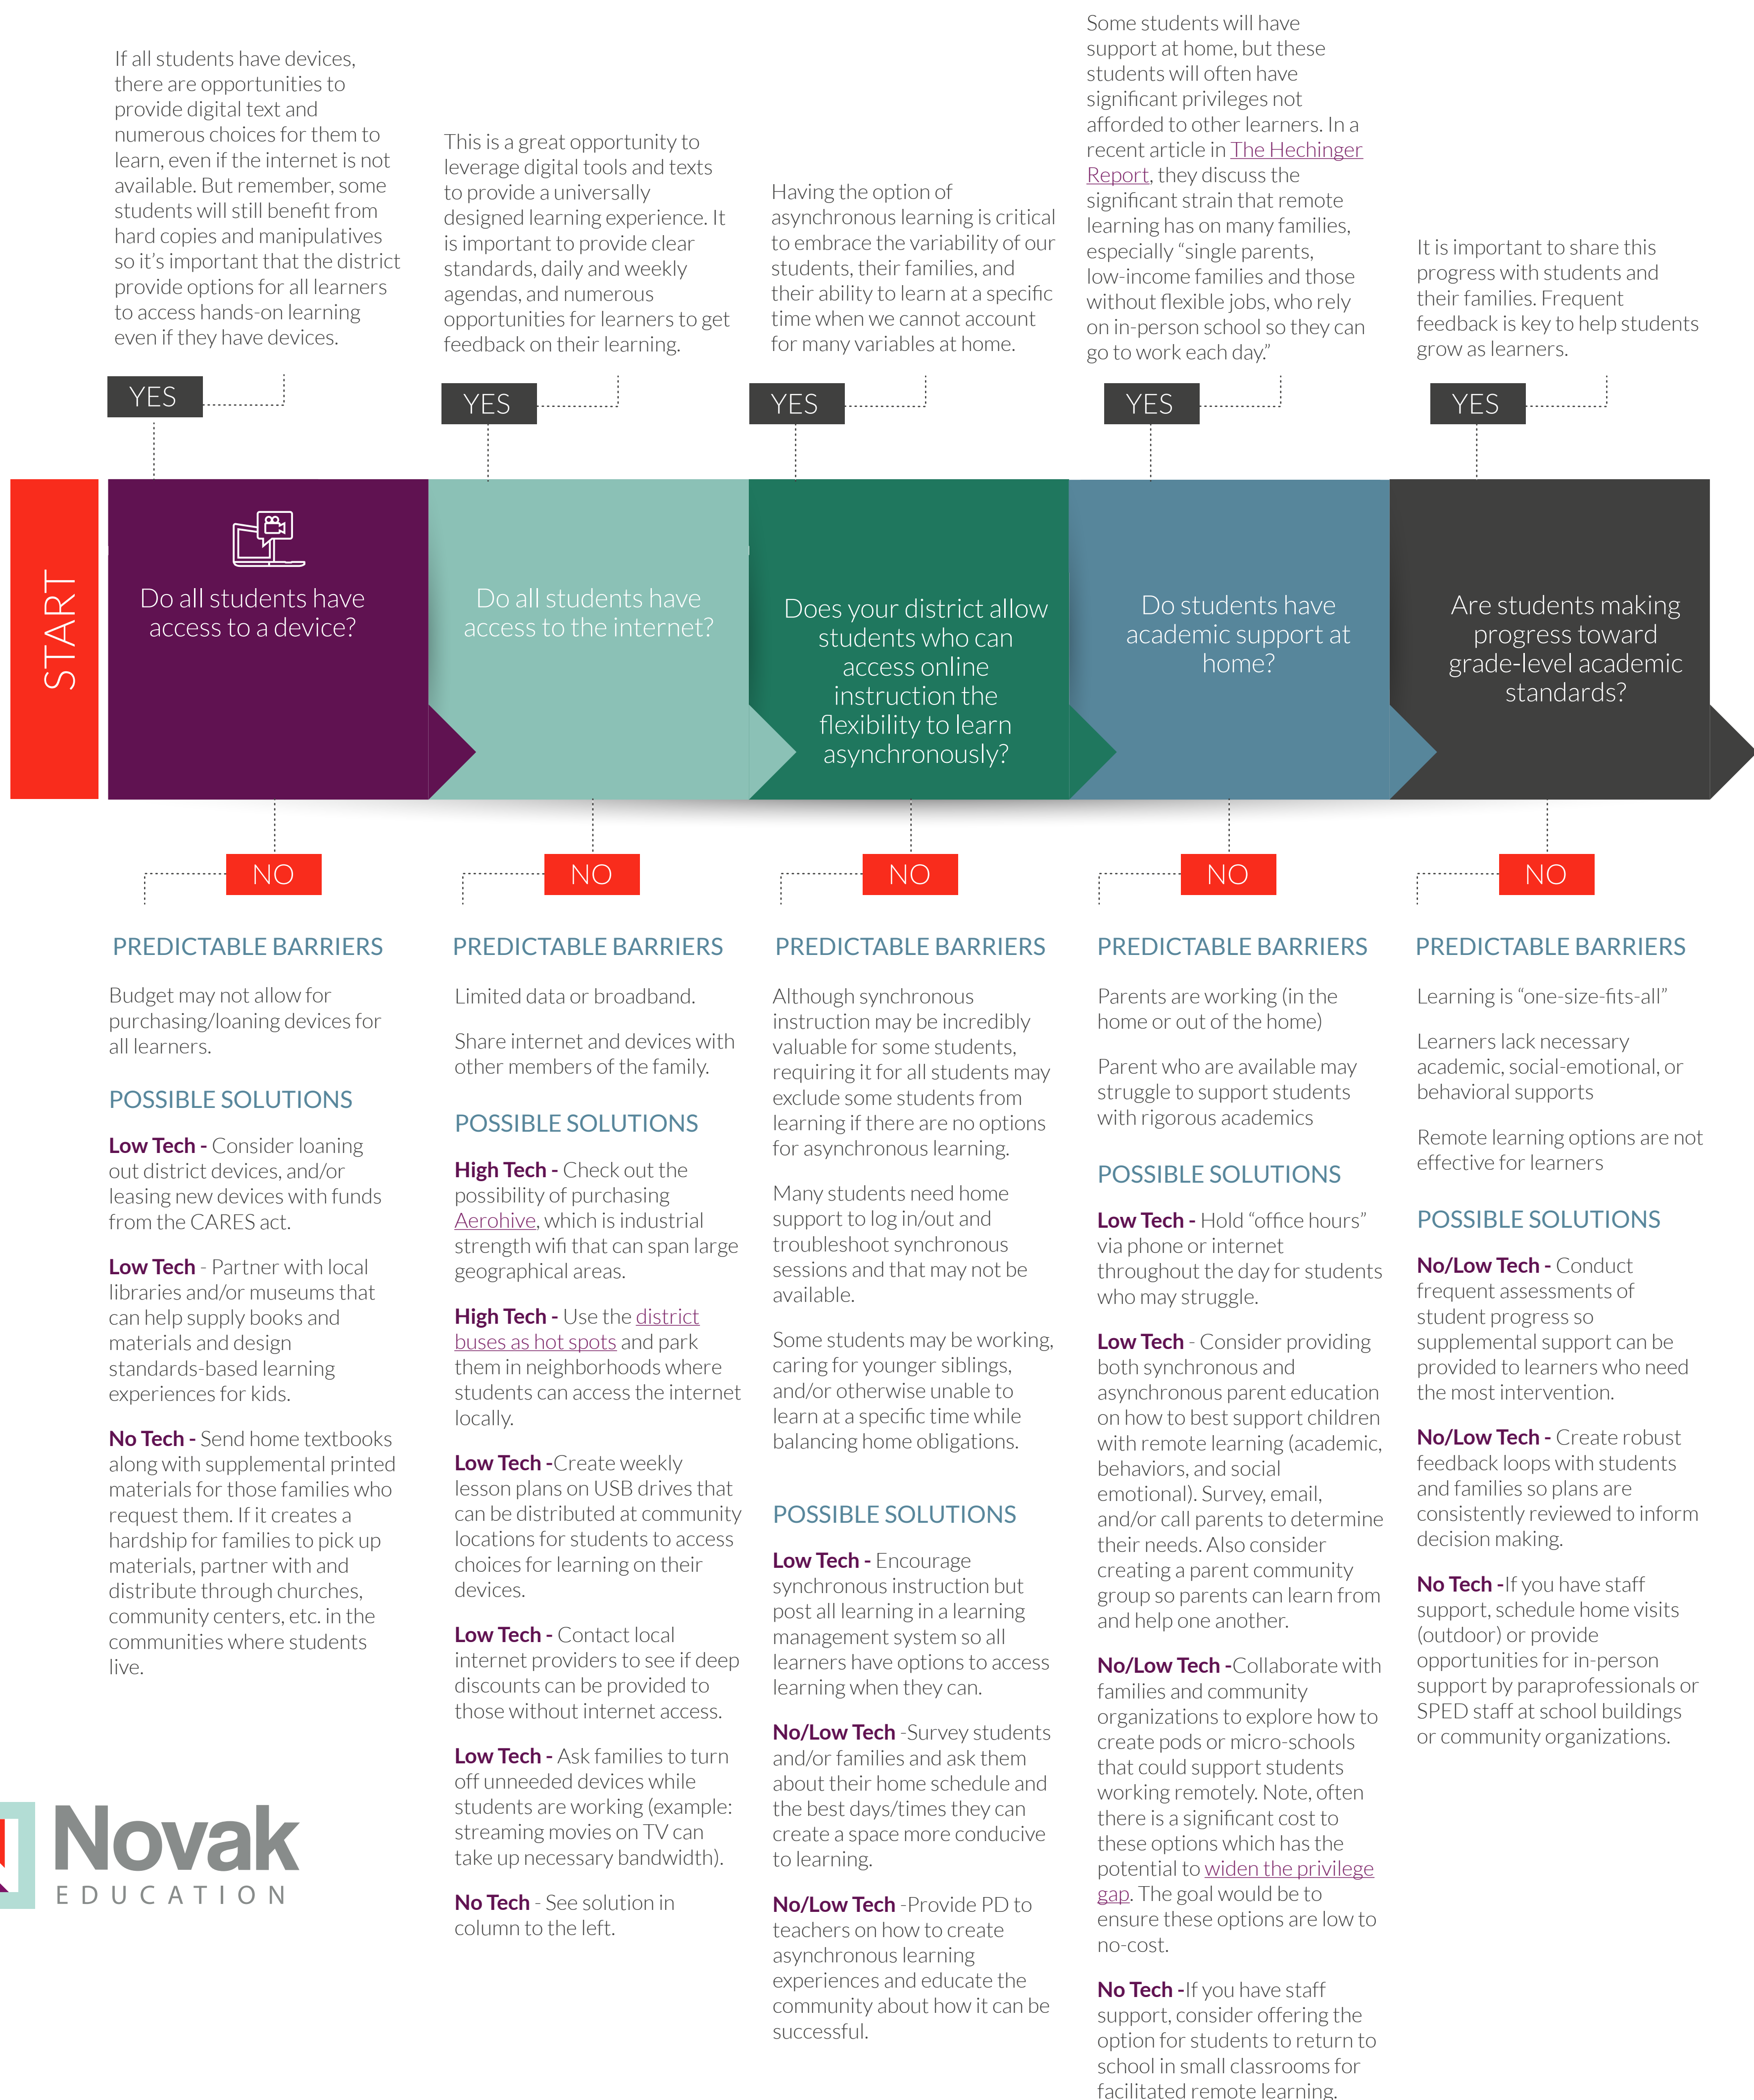 If all students have devices,
there are opportunities to
provide digital text and
numerous choices for them to
learn, even if the internet is not
available. But remember, some
students will still benefit from
hard copies and manipulatives
so it’s important that the district
provide options for all learners
to access hands-on learning
even if they have devices.
YES
This is a great opportunity to
leverage digital tools and texts
to provide a universally
designed learning experience. It
is important to provide clear
standards, daily and weekly
agendas, and numerous
opportunities for learners to get
feedback on their learning.
YES
Having the option of
asynchronous learning is critical
to embrace the variability of our
students, their families, and
their ability to learn at a specific
time when we cannot account
for many variables at home.
YES
Some students will have
support at home, but these
students will often have
significant privileges not
afforded to other learners. In a
recent article in The Hechinger
Report, they discuss the
significant strain that remote
learning has on many families,
especially “single parents,
low-income families and those
without flexible jobs, who rely
on in-person school so they can
go to work each day.”
YES
It is important to share this
progress with students and
their families. Frequent
feedback is key to help students
grow as learners.
YES
START
Do all students have
access to a device?
Do all students have
access to the internet?
Does your district allow
students who can
access online
instruction the
flexibility to learn
asynchronously?
Do students have
academic support at
home?
Are students making
progress toward
grade-level academic
standards?
NO
PREDICTABLE BARRIERS
Budget may not allow for
purchasing/loaning devices for
all learners.
POSSIBLE SOLUTIONS
Low Tech - Consider loaning
out district devices, and/or
leasing new devices with funds
from the CARES act.
Low Tech - Partner with local
libraries and/or museums that
can help supply books and
materials and design
standards-based learning
experiences for kids.
No Tech - Send home textbooks
along with supplemental printed
materials for those families who
request them. If it creates a
hardship for families to pick up
materials, partner with and
distribute through churches,
community centers, etc. in the
communities where students
live.
NO
PREDICTABLE BARRIERS
Limited data or broadband.
Share internet and devices with
other members of the family.
POSSIBLE SOLUTIONS
High Tech - Check out the
possibility of purchasing
Aerohive, which is industrial
strength wifi that can span large
geographical areas.
High Tech - Use the district
buses as hot spots and park
them in neighborhoods where
students can access the internet
locally.
Low Tech -Create weekly
lesson plans on USB drives that
can be distributed at community
locations for students to access
choices for learning on their
devices.
Low Tech - Contact local
internet providers to see if deep
discounts can be provided to
those without internet access.
Low Tech - Ask families to turn
off unneeded devices while
students are working (example:
streaming movies on TV can
take up necessary bandwidth).
No Tech - See solution in
column to the left.
NO
PREDICTABLE BARRIERS
Although synchronous
instruction may be incredibly
valuable for some students,
requiring it for all students may
exclude some students from
learning if there are no options
for asynchronous learning.
Many students need home
support to log in/out and
troubleshoot synchronous
sessions and that may not be
available.
Some students may be working,
caring for younger siblings,
and/or otherwise unable to
learn at a specific time while
balancing home obligations.
POSSIBLE SOLUTIONS
Low Tech - Encourage
synchronous instruction but
post all learning in a learning
management system so all
learners have options to access
learning when they can.
No/Low Tech -Survey students
and/or families and ask them
about their home schedule and
the best days/times they can
create a space more conducive
to learning.
No/Low Tech -Provide PD to
teachers on how to create
asynchronous learning
experiences and educate the
community about how it can be
successful.
NO
PREDICTABLE BARRIERS
Parents are working (in the
home or out of the home)
Parent who are available may
struggle to support students
with rigorous academics
POSSIBLE SOLUTIONS
Low Tech - Hold “office hours”
via phone or internet
throughout the day for students
who may struggle.
Low Tech - Consider providing
both synchronous and
asynchronous parent education
on how to best support children
with remote learning (academic,
behaviors, and social
emotional). Survey, email,
and/or call parents to determine
their needs. Also consider
creating a parent community
group so parents can learn from
and help one another.
No/Low Tech -Collaborate with
families and community
organizations to explore how to
create pods or micro-schools
that could support students
working remotely. Note, often
there is a significant cost to
these options which has the
potential to widen the privilege
gap. The goal would be to
ensure these options are low to
no-cost.
No Tech -If you have staff
support, consider offering the
option for students to return to
school in small classrooms for
facilitated remote learning.
NO
PREDICTABLE BARRIERS
Learning is “one-size-fits-all”
Learners lack necessary
academic, social-emotional, or
behavioral supports
Remote learning options are not
effective for learners
POSSIBLE SOLUTIONS
No/Low Tech - Conduct
frequent assessments of
student progress so
supplemental support can be
provided to learners who need
the most intervention.
No/Low Tech - Create robust
feedback loops with students
and families so plans are
consistently reviewed to inform
decision making.
No Tech -If you have staff
support, schedule home visits
(outdoor) or provide
opportunities for in-person
support by paraprofessionals or
SPED staff at school buildings
or community organizations.
Novak
EDUCATION